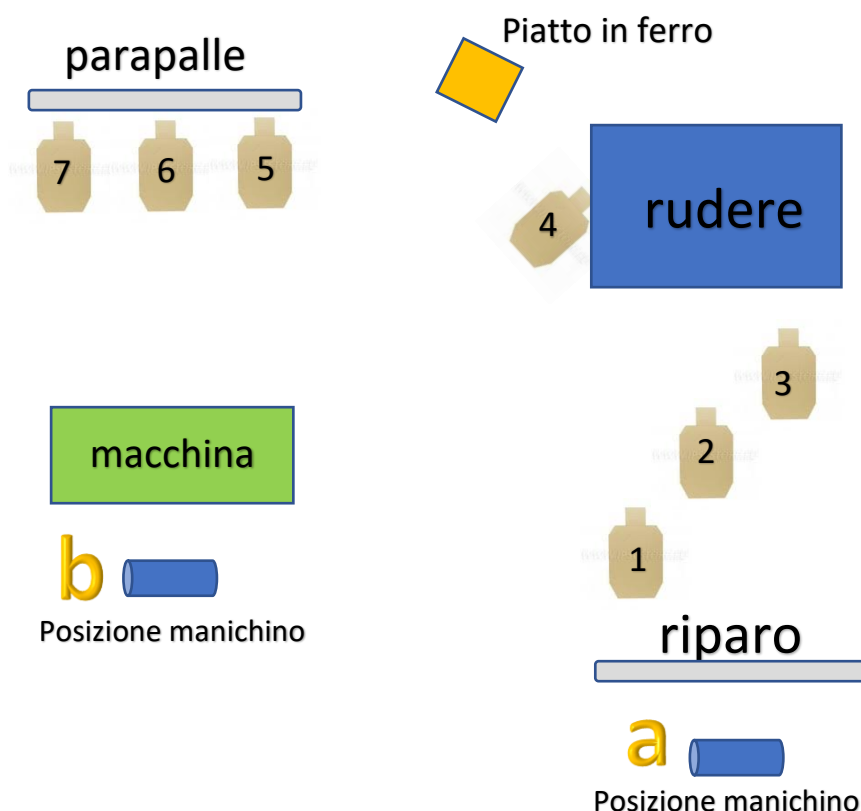 Piatto in ferro
parapalle
7
6
5
4
rudere
3
macchina
2
b
1
Posizione manichino
riparo
a
Posizione manichino